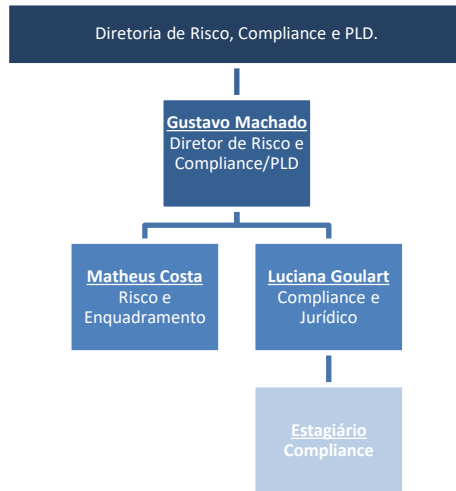 Diretoria de Risco, Compliance e PLD.
Gustavo Machado
Diretor de Risco e
Compliance/PLD
Matheus Costa
Risco e
Enquadramento
Luciana Goulart
Compliance e
Jurídico
Estagiário
Compliance